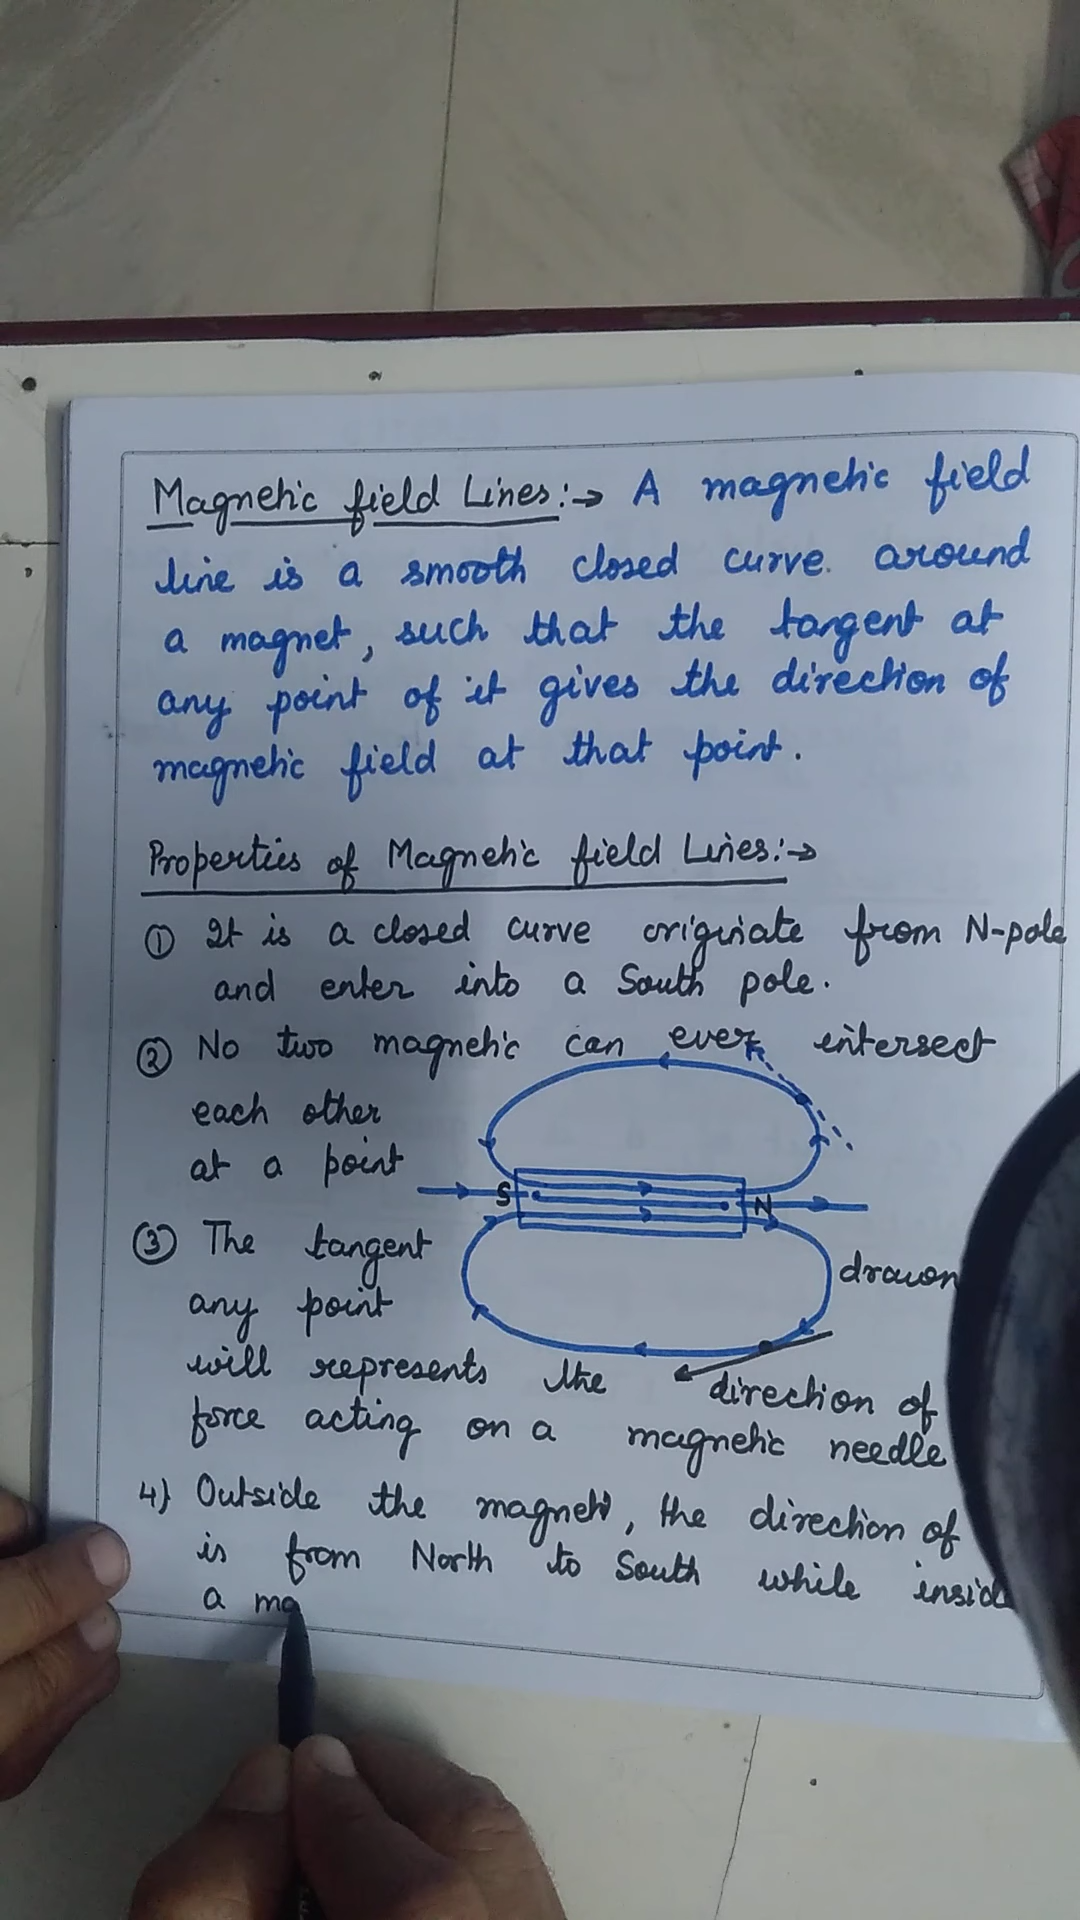 Magnetic field Lines:→ A magnetic field
line is a smooth closed curve. around
a magnet, such that the tangent at
any point of it gives the direction of
magnetic field at that point.
Properties of Magnetic field Lines:→
① It is a closed curve originate from N-pole
and enter into a South pole.
② No two magnetic can ever intersect
each other
at a point
S N
③ The tangent drawon
any point
will represents the direction of
force acting on a magnetic needle
4) Outside the magnet, the direction of
is from North to South while insid
a ma